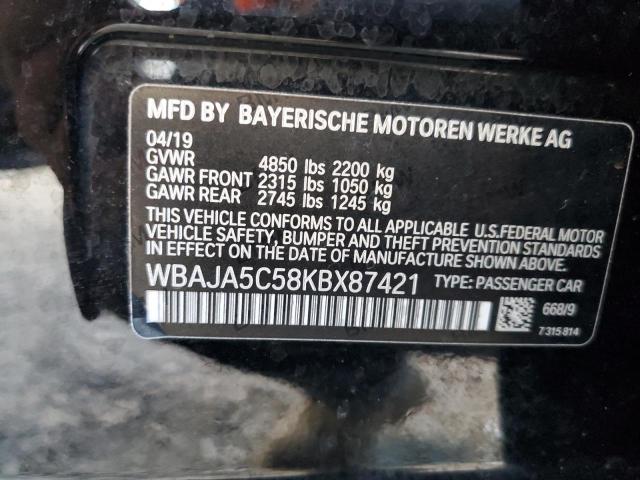 MFD BY BAYERISCHE MOTOREN WERKE AG
04/19
GVWR 4850 lbs 2200 kg
GAWR FRONT 2315 lbs 1050 kg
GAWR REAR 2745 lbs 1245 kg
THIS VEHICLE CONFORMS TO ALL APPLICABLE U.S.FEDERAL MOTOR
VEHICLE SAFETY, BUMPER AND THEFT PREVENTION STANDARDS
IN EFFECT ON THE DATE OF MANUFACTURE SHOWN ABOVE.
WBAJA5C58KBX87421 TYPE: PASSENGER CAR
668/9
7 315 814